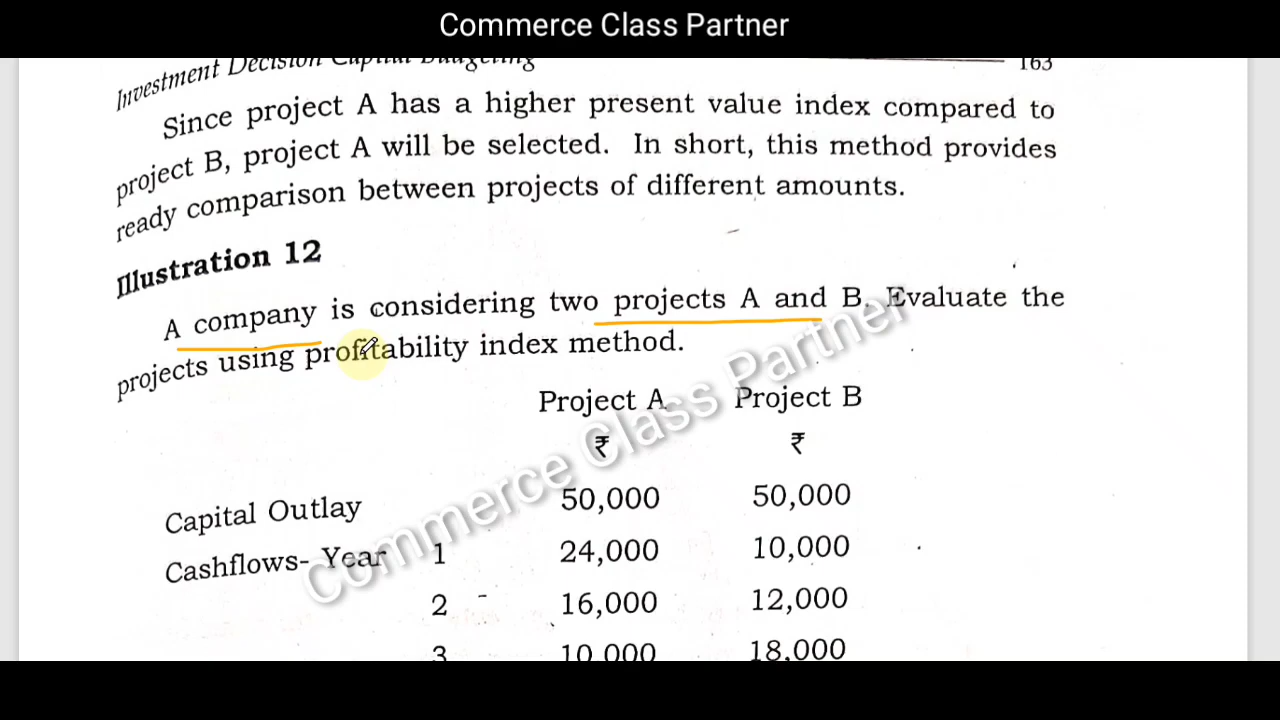 Commerce Class Partner
Investment Decision Capital Budgeting 163
Since project A has a higher present value index compared to
project B, project A will be selected. In short, this method provides
ready comparison between projects of different amounts.
Illustration 12
A company is considering two projects A and B. Evaluate the
projects using profitability index method.
Project A Project B
₹ ₹
Capital Outlay 50,000 50,000
Cashflows- Year 1 24,000 10,000
2 16,000 12,000
3 10,000 18,000
Commerce Class Partner